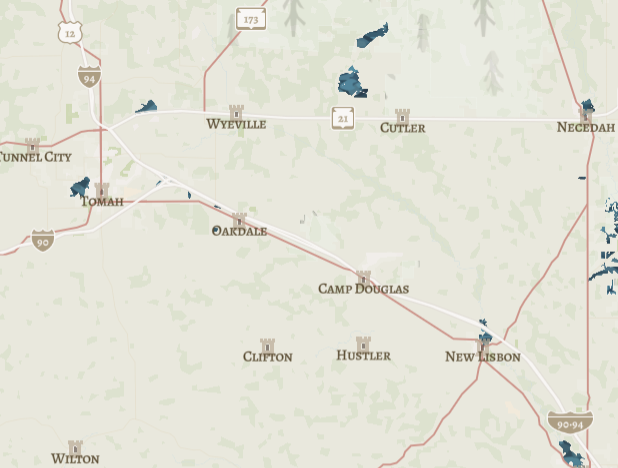 173
12
94
WYEVILLE
21
CUTLER
NECEDAH
TUNNEL CITY
TOMAH
OAKDALE
90
CAMP DOUGLAS
CLIFTON
HUSTLER
NEW LISBON
90-94
WILTON